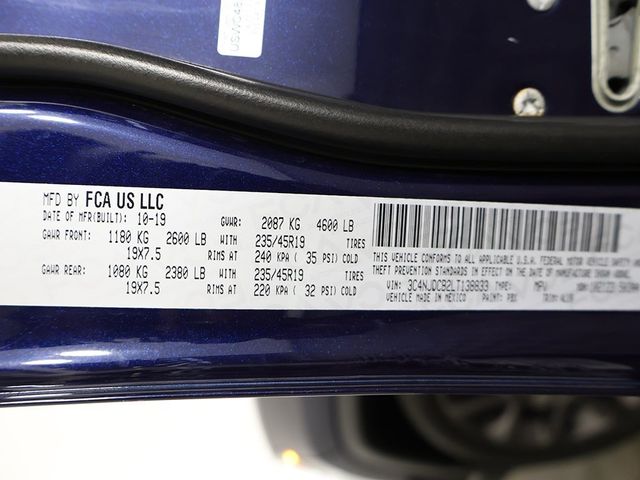 MFD BY FCA US LLC
DATE OF MFR(BUILT): 10-19 GVWR: 2087 KG 4600 LB
GAWR FRONT: 1180 KG 2600 LB WITH 235/45R19 TIRES
19X7.5 RIMS AT 240 KPA ( 35 PSI) COLD
GAWR REAR: 1080 KG 2380 LB WITH 235/45R19 TIRES
19X7.5 RIMS AT 220 KPA ( 32 PSI) COLD
THIS VEHICLE CONFORMS TO ALL APPLICABLE U.S.A. FEDERAL MOTOR VEHICLE SAFETY AND
THEFT PREVENTION STANDARDS IN EFFECT ON THE DATE OF MANUFACTURE SHOWN ABOVE.
VIN: 3C4NJDCB2LT138633 TYPE: MPV
VEHICLE MADE IN MEXICO PAINT: PBX TRIM: